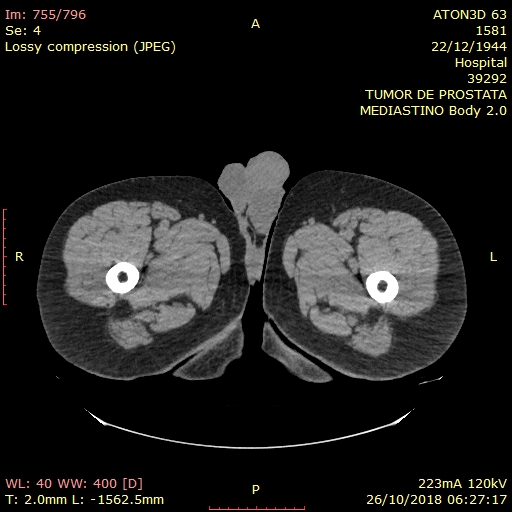 Im: 755/796
Se: 4
Lossy compression (JPEG)
A
ATON3D 63
1581
22/12/1944
Hospital
39292
TUMOR DE PROSTATA
MEDIASTINO Body 2.0
R
L
WL: 40 WW: 400 [D]
T: 2.0mm L: -1562.5mm
P
223mA 120kV
26/10/2018 06:27:17